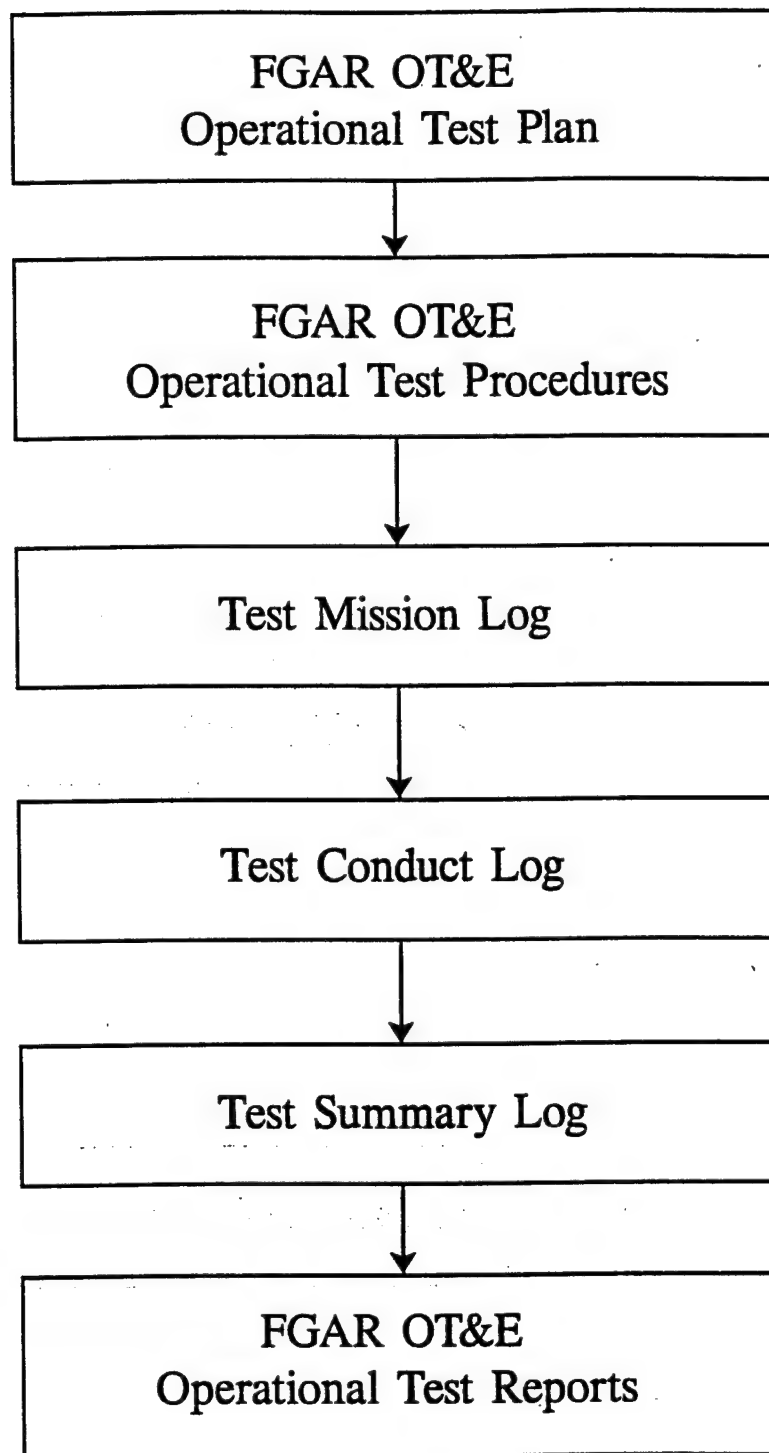 FGAR OT&E
Operational Test Plan
FGAR OT&E
Operational Test Procedures
Test Mission Log
Test Conduct Log
Test Summary Log
FGAR OT&E
Operational Test Reports